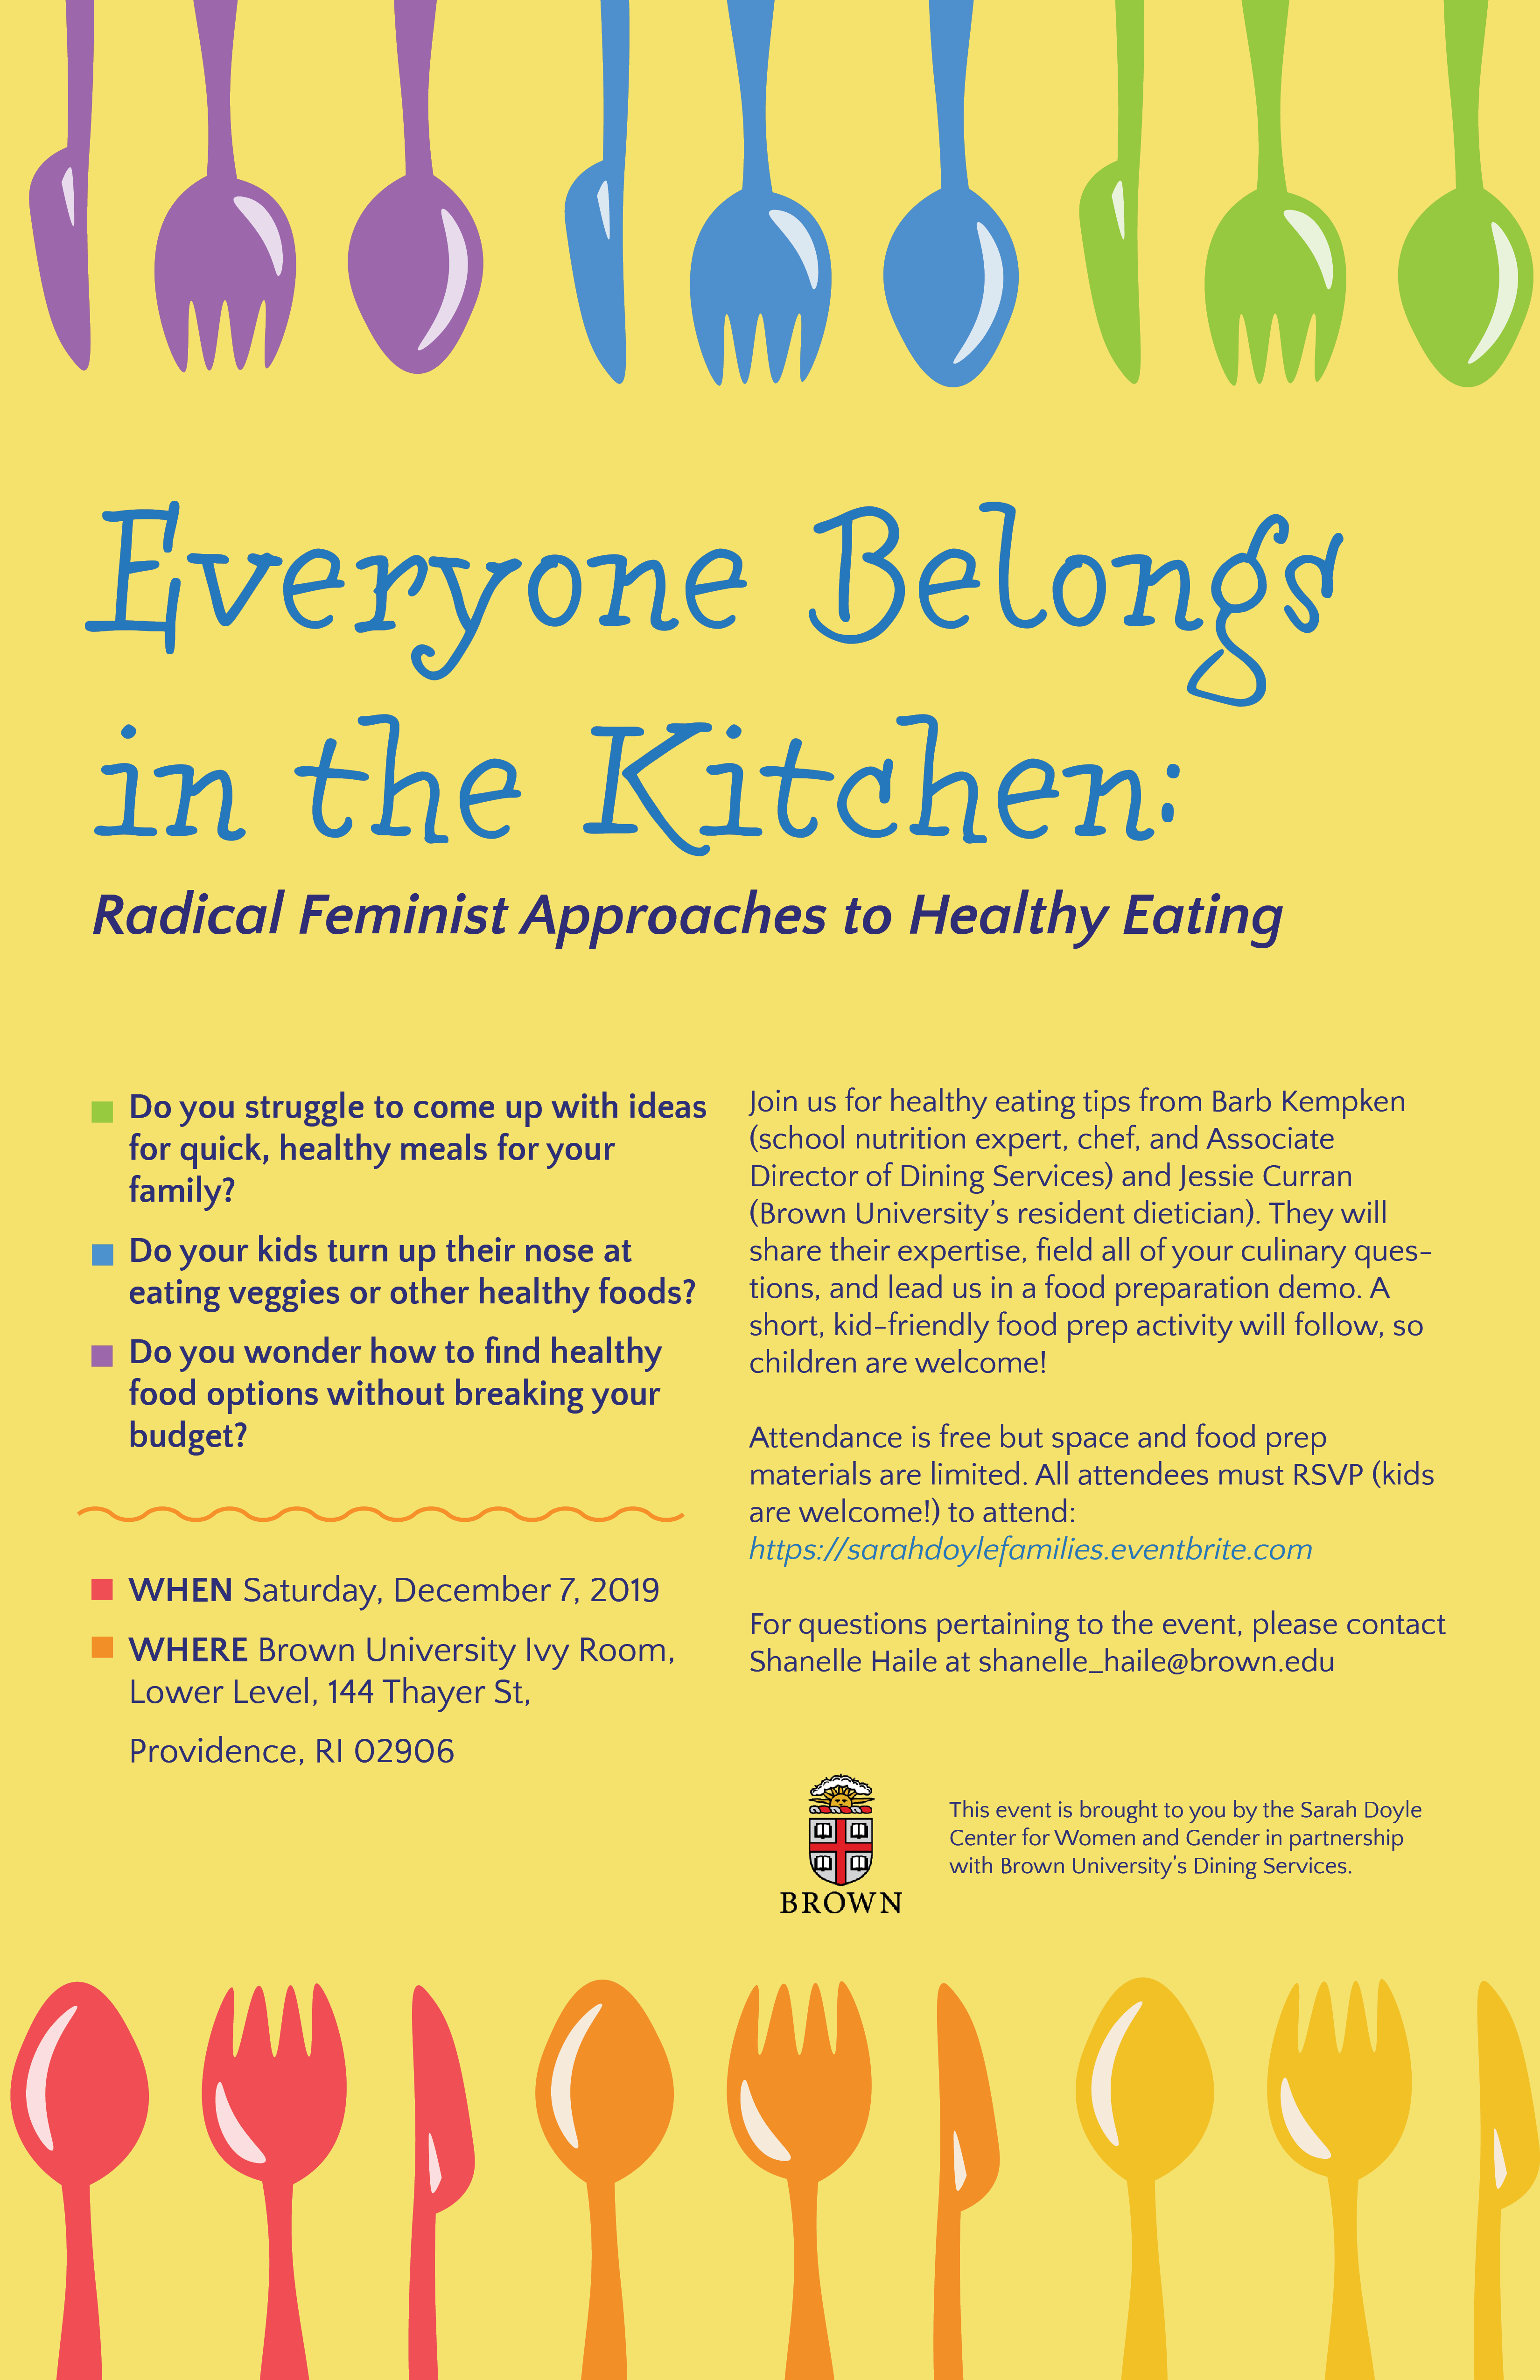 Everyone Belongs
in the Kitchen:
Radical Feminist Approaches to Healthy Eating
Do you struggle to come up with ideas
for quick, healthy meals for your
family?
Do your kids turn up their nose at
eating veggies or other healthy foods?
Do you wonder how to find healthy
food options without breaking your
budget?
WHEN Saturday, December 7, 2019
WHERE Brown University Ivy Room,
Lower Level, 144 Thayer St,
Providence, RI 02906
Join us for healthy eating tips from Barb Kempken
(school nutrition expert, chef, and Associate
Director of Dining Services) and Jessie Curran
(Brown University's resident dietician). They will
share their expertise, field all of your culinary ques-
tions, and lead us in a food preparation demo. A
short, kid-friendly food prep activity will follow, so
children are welcome!
Attendance is free but space and food prep
materials are limited. All attendees must RSVP (kids
are welcome!) to attend:
https://sarahdoylefamilies.eventbrite.com
For questions pertaining to the event, please contact
Shanelle Haile at shanelle_haile@brown.edu
BROWN
This event is brought to you by the Sarah Doyle
Center for Women and Gender in partnership
with Brown University's Dining Services.